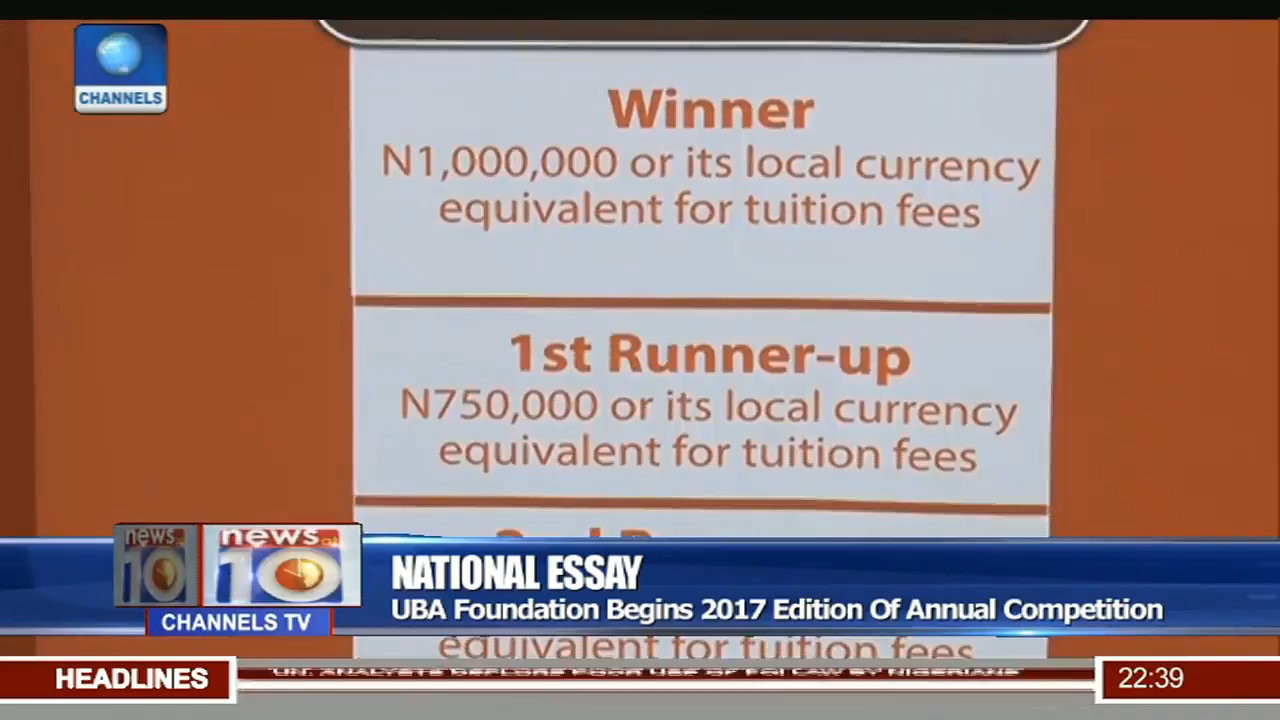 CHANNELS
Winner
N1,000,000 or its local currency
equivalent for tuition fees
1st Runner-up
N750,000 or its local currency
equivalent for tuition fees
news at
10
news at
10
CHANNELS TV
NATIONAL ESSAY
UBA Foundation Begins 2017 Edition Of Annual Competition
equivalent for tuition fees
HEADLINES
22:39